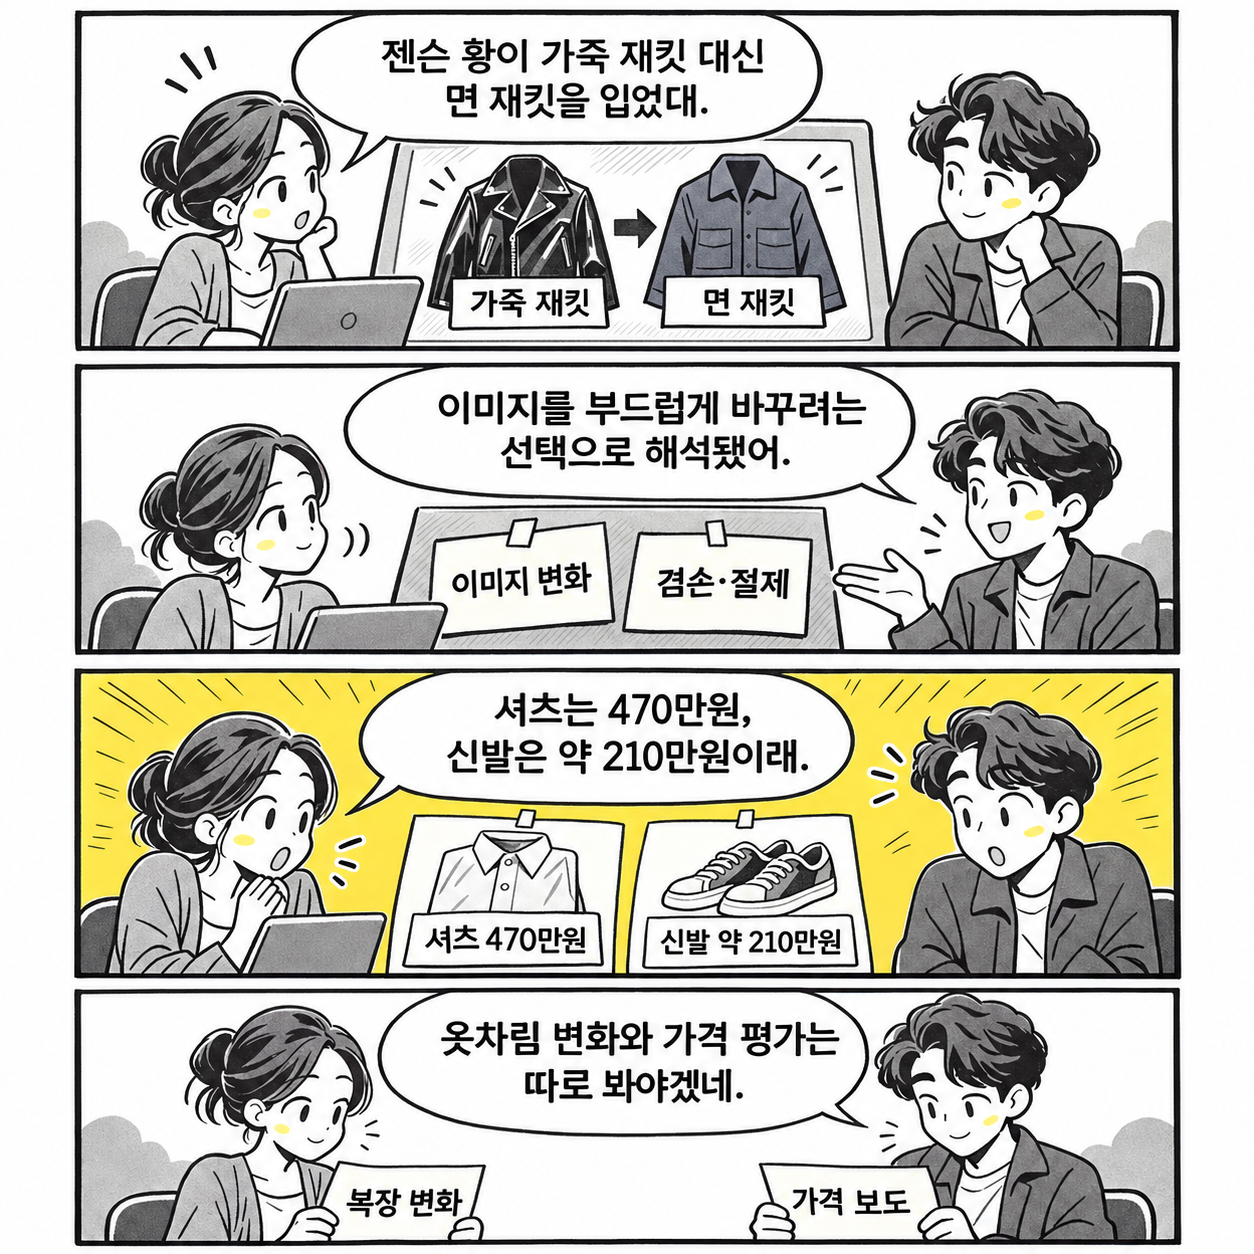 젠슨 황이 가죽 재킷 대신
면 재킷을 입었대.
가죽 재킷
면 재킷
이미지를 부드럽게 바꾸려는
선택으로 해석됐어.
이미지 변화
겸손·절제
셔츠는 470만원,
신발은 약 210만원이래.
셔츠 470만원
신발 약 210만원
옷차림 변화와 가격 평가는
따로 봐야겠네.
복장 변화
가격 보도